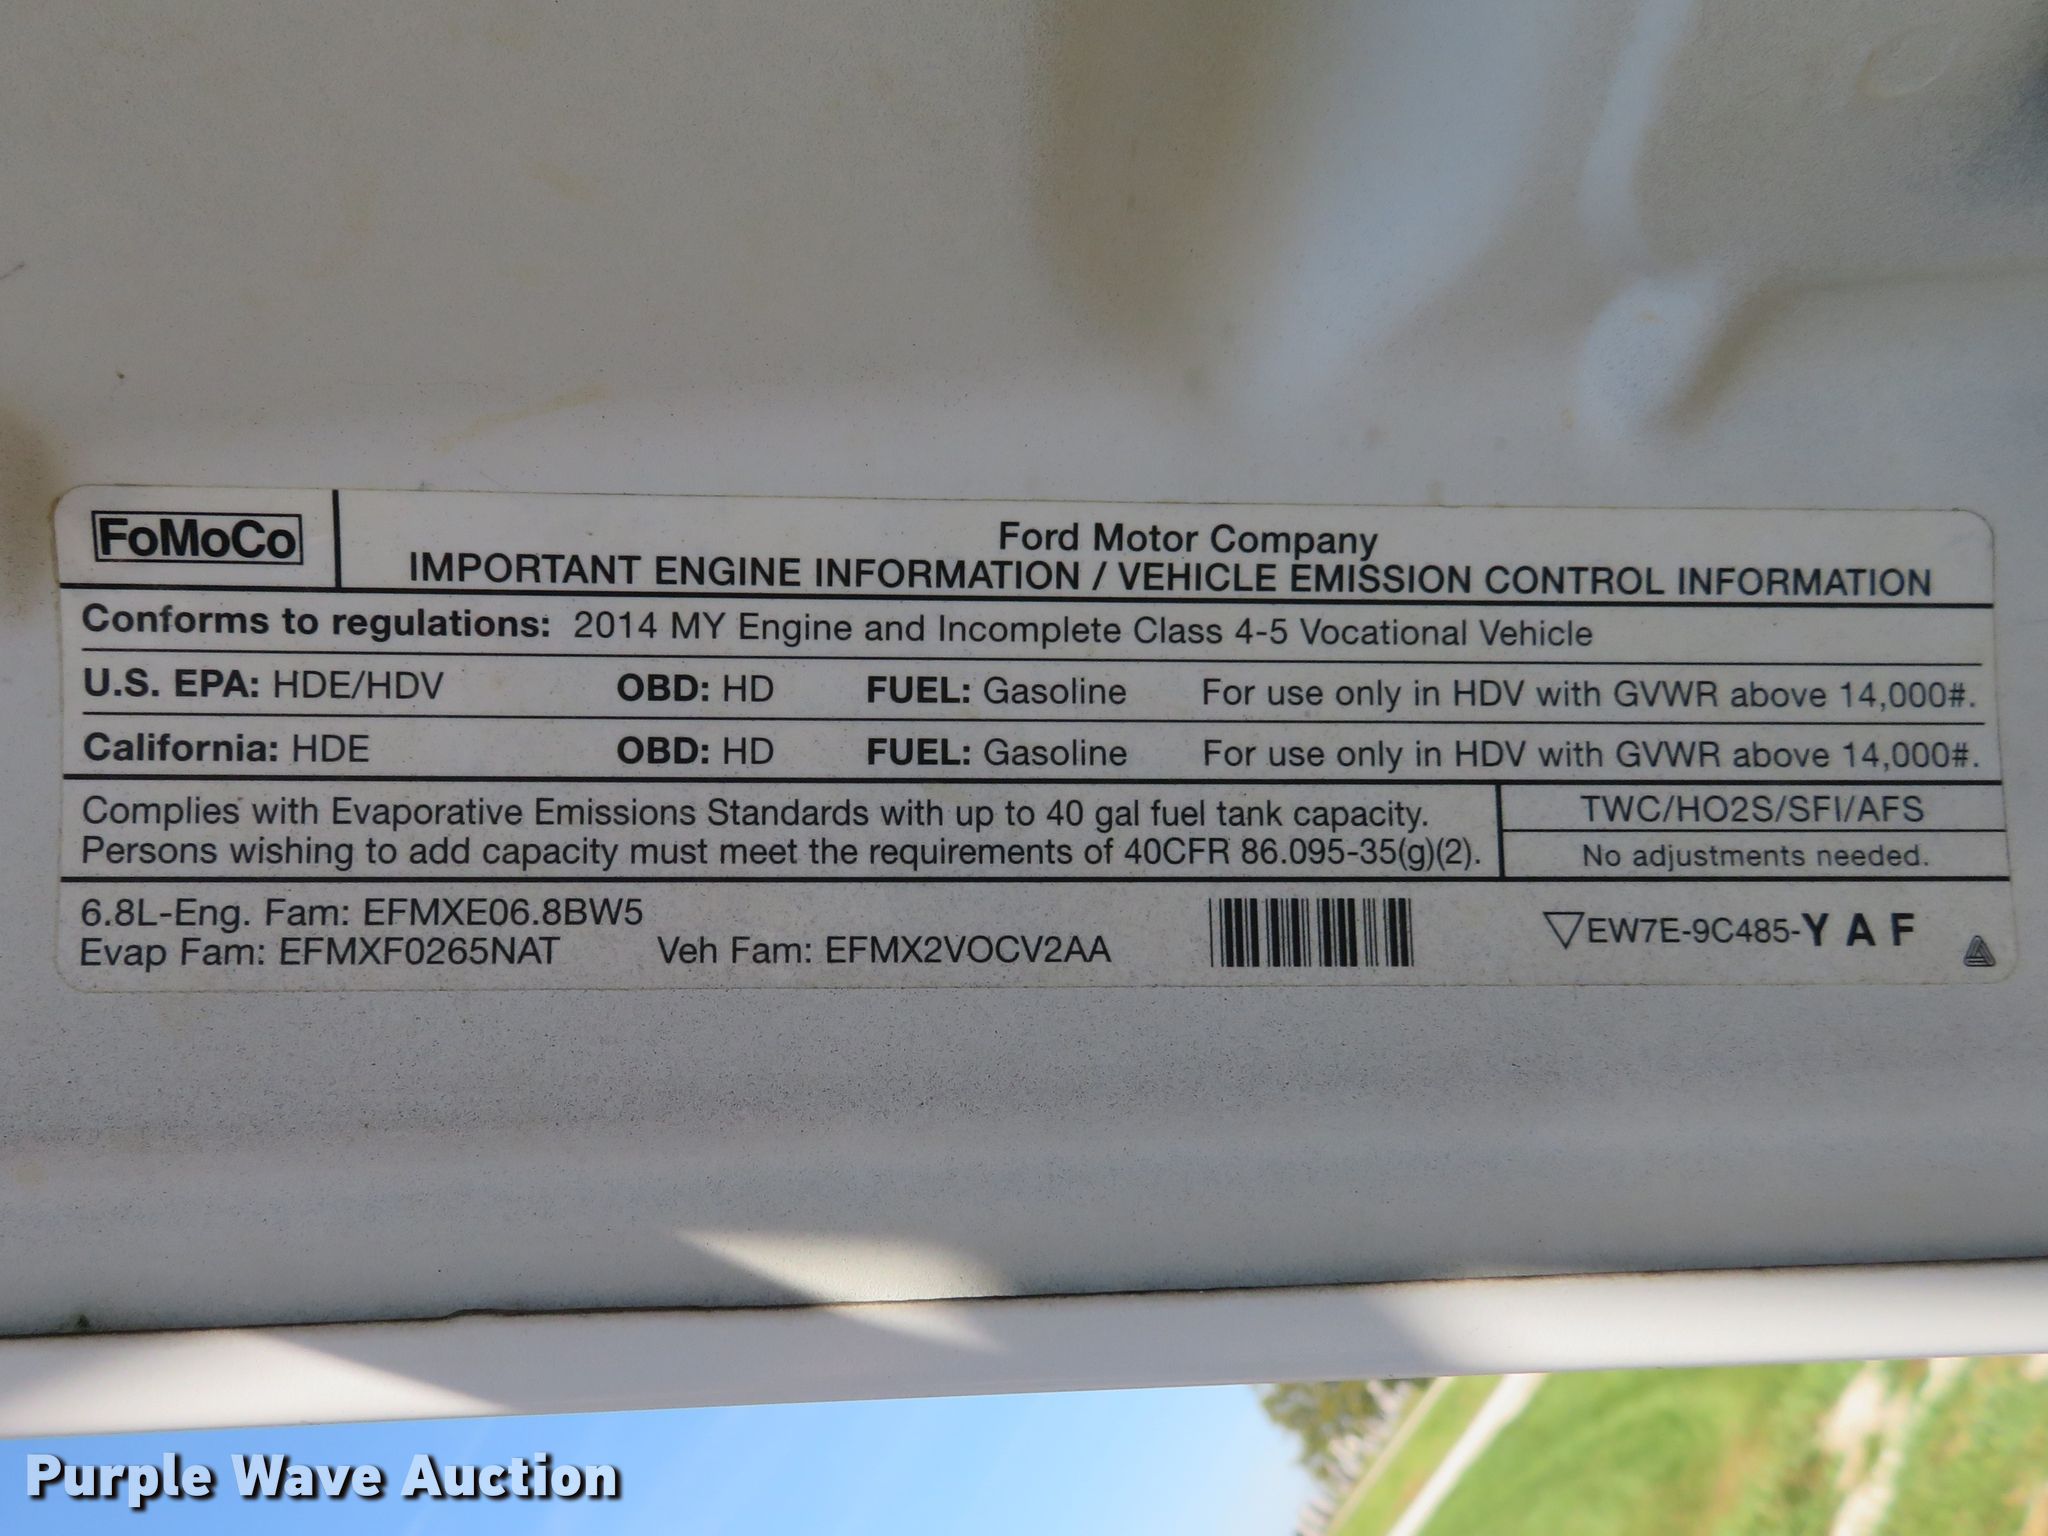 FoMoCo
Ford Motor Company
IMPORTANT ENGINE INFORMATION / VEHICLE EMISSION CONTROL INFORMATION
Conforms to regulations: 2014 MY Engine and Incomplete Class 4-5 Vocational Vehicle
U.S. EPA: HDE/HDV OBD: HD FUEL: Gasoline For use only in HDV with GVWR above 14,000#.
California: HDE OBD: HD FUEL: Gasoline For use only in HDV with GVWR above 14,000#.
Complies with Evaporative Emissions Standards with up to 40 gal fuel tank capacity.
Persons wishing to add capacity must meet the requirements of 40CFR 86.095-35(g)(2).
TWC/HO2S/SFI/AFS
No adjustments needed.
6.8L-Eng. Fam: EFMXE06.8BW5
Evap Fam: EFMXF0265NAT Veh Fam: EFMX2VOCV2AA
▽EW7E-9C485-Y A F
Purple Wave Auction